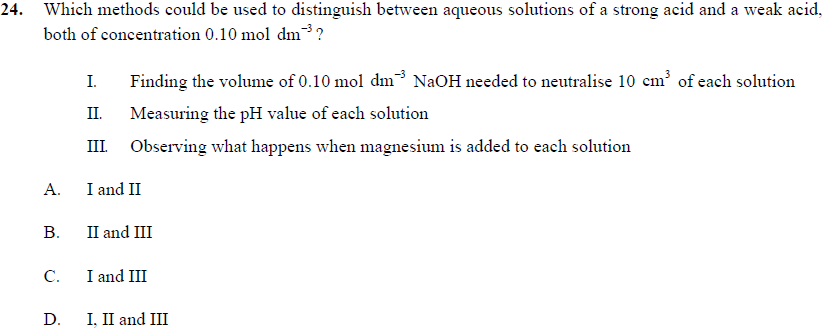 24. Which methods could be used to distinguish between aqueous solutions of a strong acid and a weak acid,
both of concentration 0.10 mol dm⁻³ ?
I. Finding the volume of 0.10 mol dm⁻³ NaOH needed to neutralise 10 cm³ of each solution
II. Measuring the pH value of each solution
III. Observing what happens when magnesium is added to each solution
A. I and II
B. II and III
C. I and III
D. I, II and III